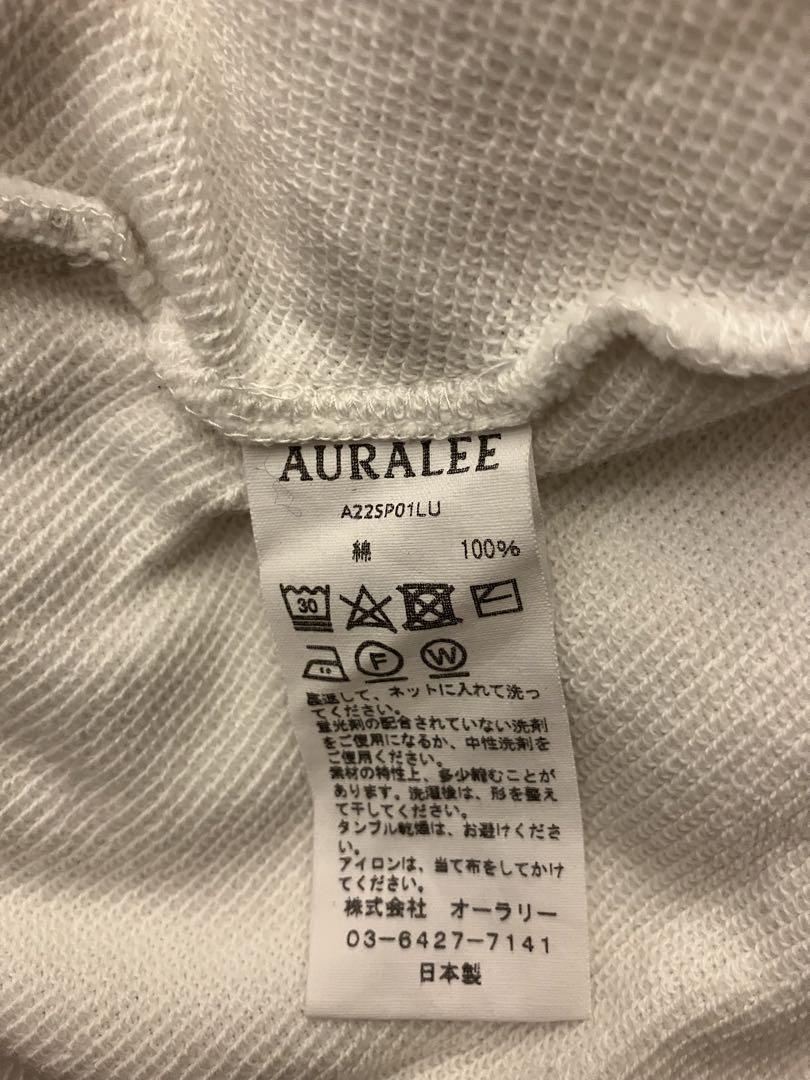 AURALEE
A22SP01LU
綿 100%
30
F W
裏返して、ネットに入れて洗っ
てください。
蛍光剤の配合されていない洗剤
をご使用になるか、中性洗剤を
ご使用ください。
素材の特性上、多少縮むことが
あります。洗濯後は、形を整え
て干してください。
タンブル乾燥は、お避けくださ
い。
アイロンは、当て布をしてかけ
てください。
株式会社 オーラリー
03-6427-7141
日本製